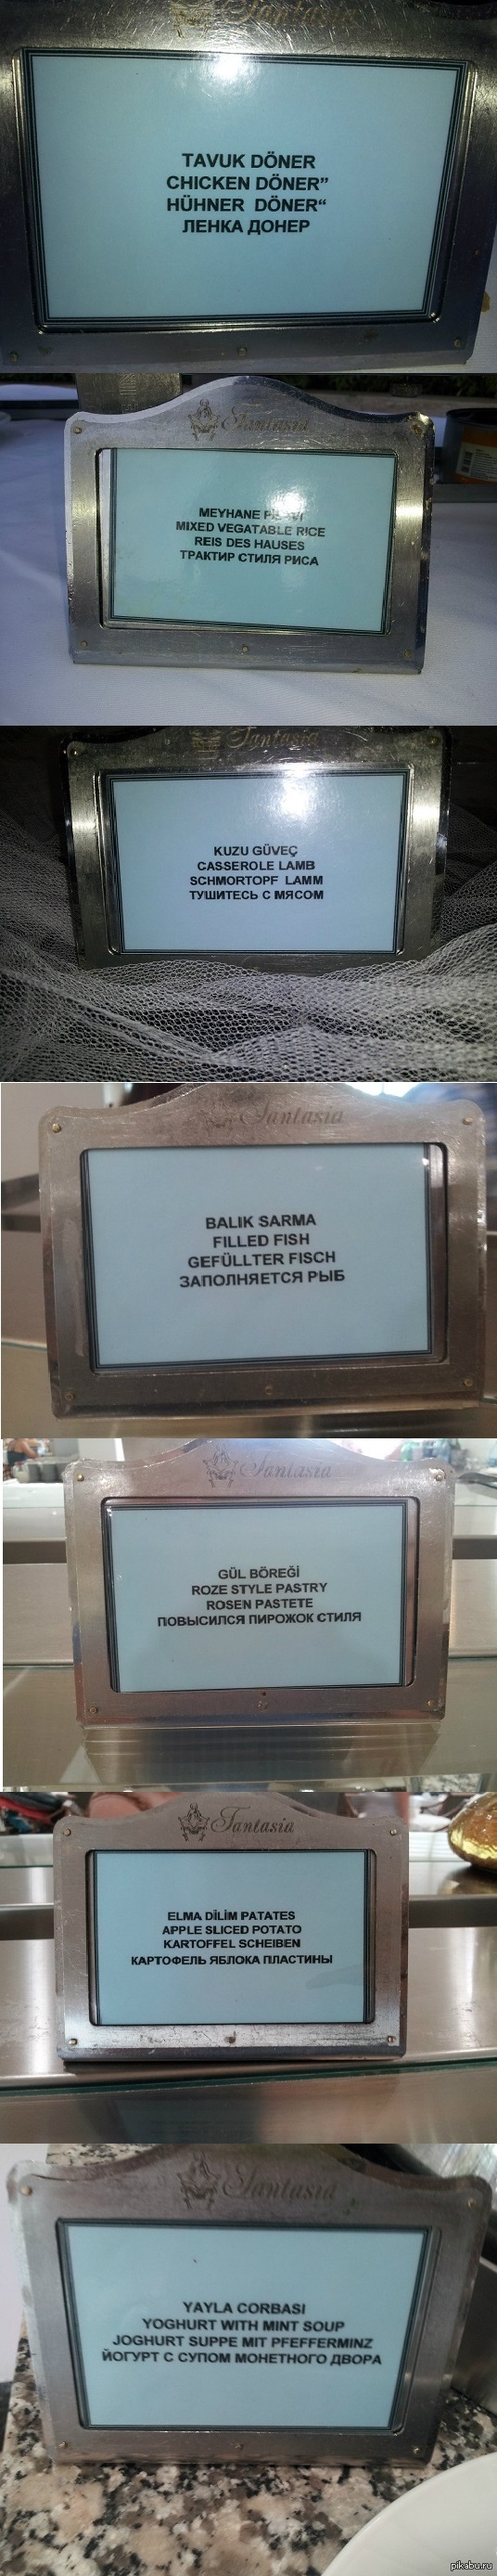 Fantasia
TAVUK DÖNER
CHICKEN DÖNER”
HÜHNER DÖNER“
ЛЕНКА ДОНЕР
Fantasia
MEYHANE
MIXED VEGATABLE RICE
REIS DES HAUSES
ТРАКТИР СТИЛЯ РИСА
Fantasia
KUZU GÜVEÇ
CASSEROLE LAMB
SCHMORTOPF LAMM
ТУШИТЕСЬ С МЯСОМ
Fantasia
BALIK SARMA
FILLED FISH
GEFÜLLTER FISCH
ЗАПОЛНЯЕТСЯ РЫБ
Fantasia
GÜL BÖREĞİ
ROZE STYLE PASTRY
ROSEN PASTETE
ПОВЫСИЛСЯ ПИРОЖОК СТИЛЯ
Fantasia
ELMA DİLİM PATATES
APPLE SLICED POTATO
KARTOFFEL SCHEIBEN
КАРТОФЕЛЬ ЯБЛОКА ПЛАСТИНЫ
Fantasia
YAYLA CORBASI
YOGHURT WITH MINT SOUP
JOGHURT SUPPE MIT PFEFFERMINZ
ЙОГУРТ С СУПОМ МОНЕТНОГО ДВОРА
pikabu.ru